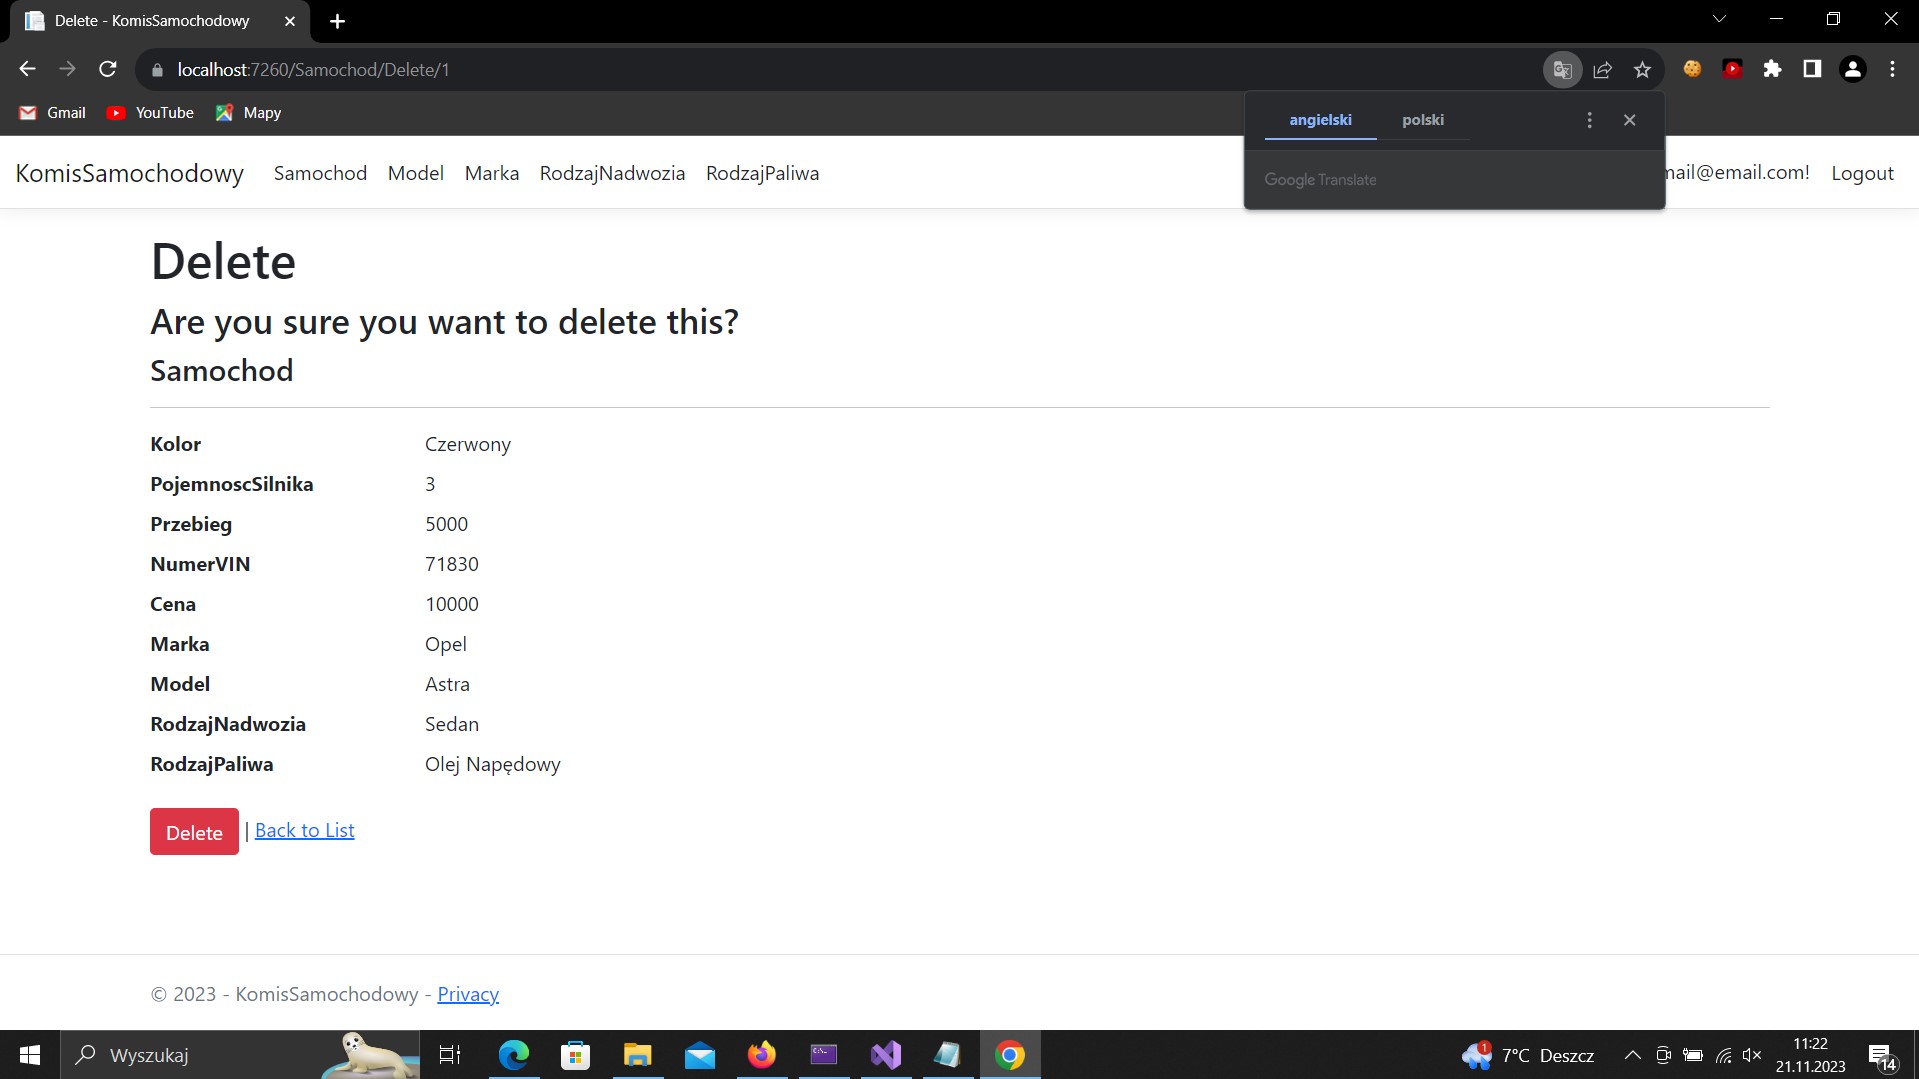 Delete - KomisSamochodowy
localhost:7260/Samochod/Delete/1
Gmail YouTube Mapy
angielski polski
Google Translate
KomisSamochodowy Samochod Model Marka RodzajNadwozia RodzajPaliwa mail@email.com! Logout
Delete
Are you sure you want to delete this?
Samochod
Kolor Czerwony
PojemnoscSilnika 3
Przebieg 5000
NumerVIN 71830
Cena 10000
Marka Opel
Model Astra
RodzajNadwozia Sedan
RodzajPaliwa Olej Napędowy
Delete | Back to List
© 2023 - KomisSamochodowy - Privacy
Wyszukaj 1 7°C Deszcz 11:22
21.11.2023 14